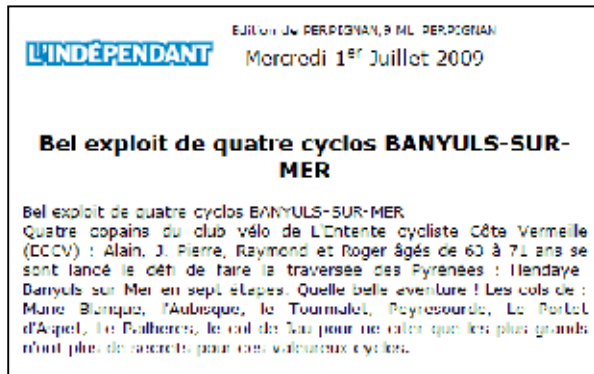 Edition de PERPIGNAN,9 ML PERPIGNAN
L'INDÉPENDANT
Mercredi 1er Juillet 2009
Bel exploit de quatre cyclos BANYULS-SUR-
MER
Bel exploit de quatre cyclos BANYULS-SUR-MER
Quatre copains du club vélo de L'Entente cycliste Côte Vermeille
(ECCV) : Alain, J. Pierre, Raymond et Roger âgés de 63 à 71 ans se
sont lancé le défi de faire la traversée des Pyrénées : Hendaye
Banyuls sur Mer en sept étapes. Quelle belle aventure ! Les cols de :
Marie Blanque, l'Aubisque, le Tourmalet, Peyresourde, Le Portet
d'Aspet, Le Pailheres, le col de Jau pour ne citer que les plus grands
n'ont plus de secrets pour ces valeureux cyclos.